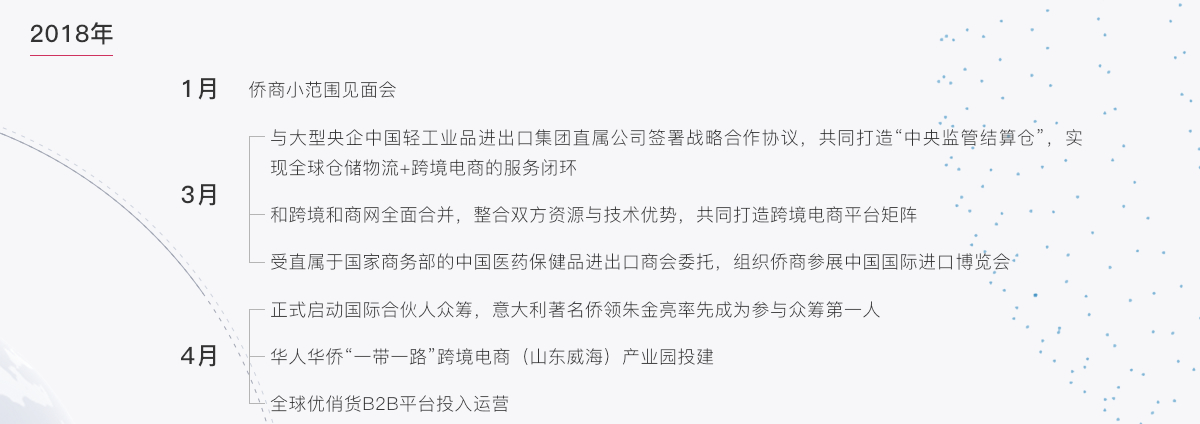 2018年
1月
侨商小范围见面会
3月
与大型央企中国轻工业品进出口集团直属公司签署战略合作协议，共同打造“中央监管结算仓”，实
现全球仓储物流+跨境电商的服务闭环
和跨境和商网全面合并，整合双方资源与技术优势，共同打造跨境电商平台矩阵
受直属于国家商务部的中国医药保健品进出口商会委托，组织侨商参展中国国际进口博览会
4月
正式启动国际合伙人众筹，意大利著名侨领朱金亮率先成为参与众筹第一人
华人华侨“一带一路”跨境电商（山东威海）产业园投建
全球优俏货B2B平台投入运营